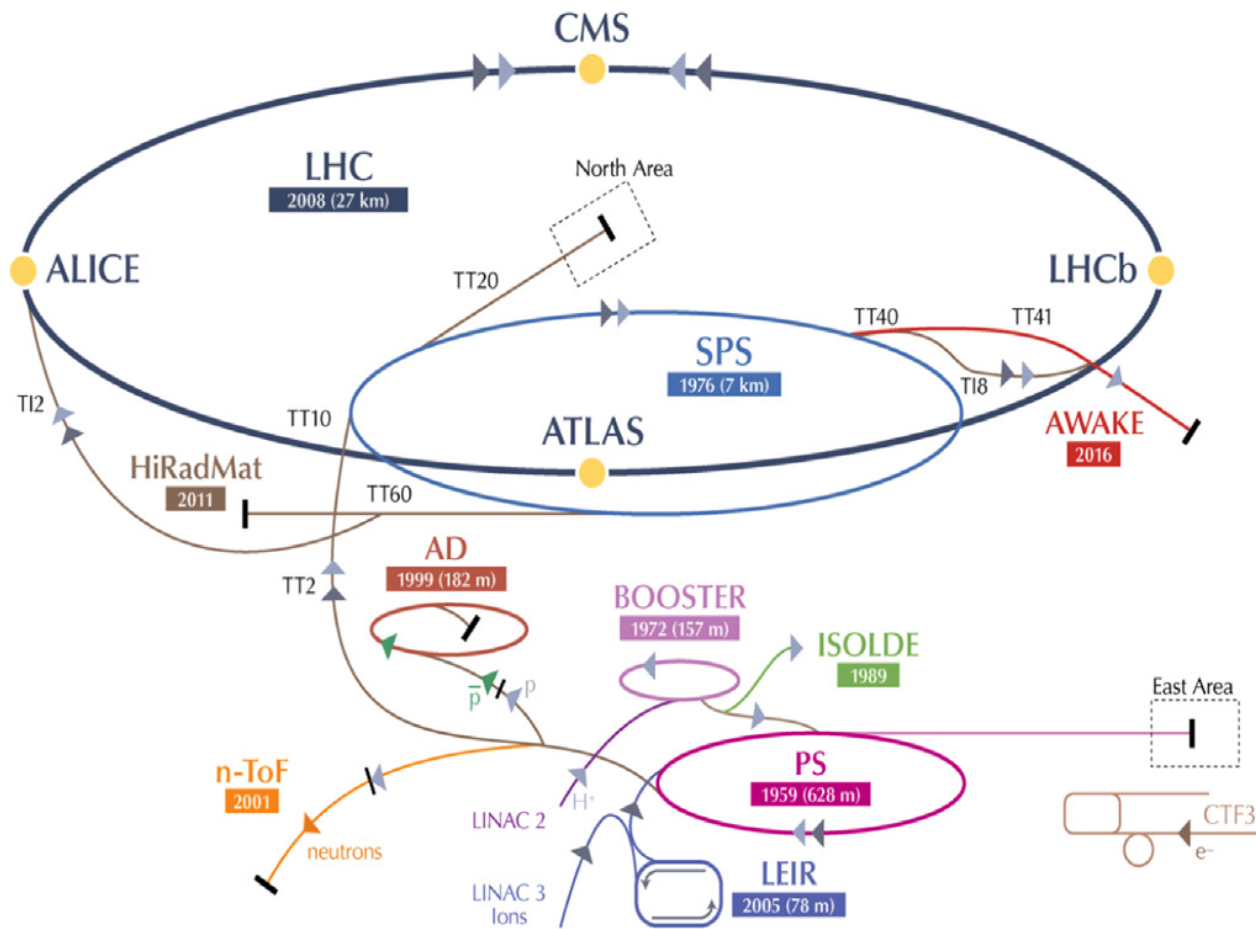 CMS
LHC
2008 (27 km)
North Area
ALICE
LHCb
TT20
TT40
TT41
SPS
1976 (7 km)
TI8
TI2
TT10
ATLAS
AWAKE
2016
HiRadMat
2011
TT60
AD
1999 (182 m)
TT2
BOOSTER
1972 (157 m)
ISOLDE
1989
p̅
p
East Area
n-ToF
2001
PS
1959 (628 m)
H⁺
LINAC 2
neutrons
CTF3
e⁻
LINAC 3
Ions
LEIR
2005 (78 m)